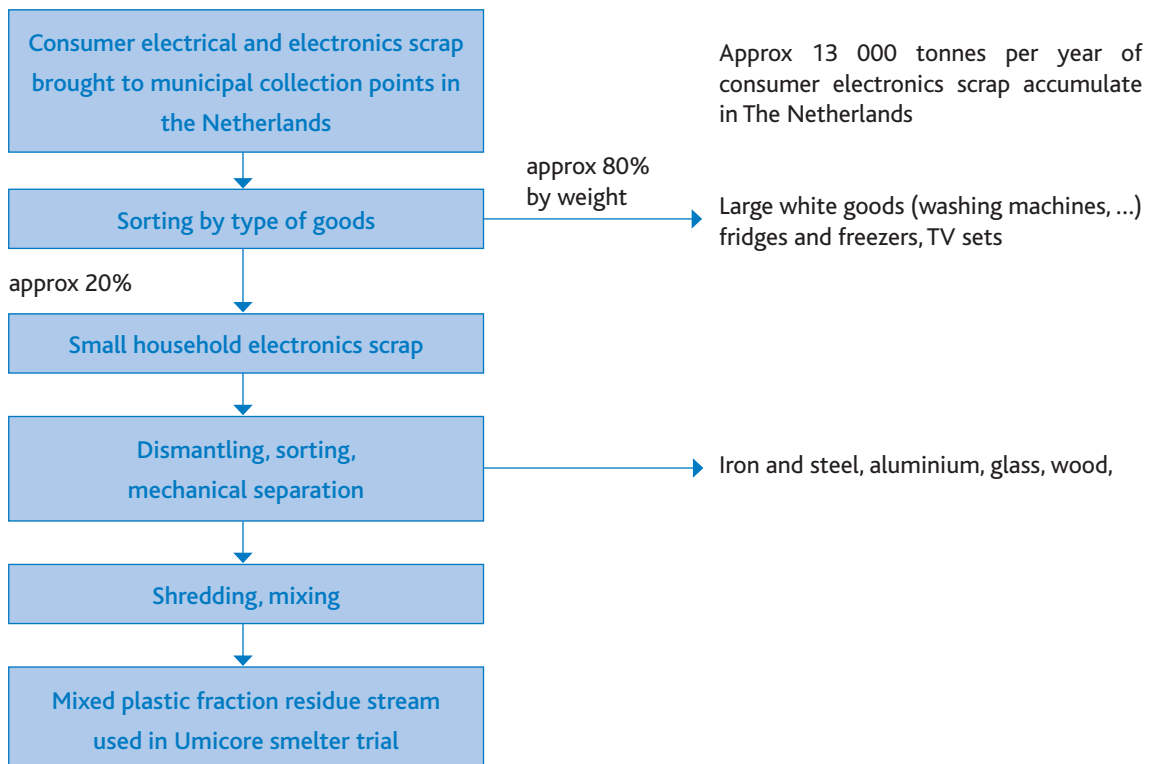 Consumer electrical and electronics scrap
brought to municipal collection points in
the Netherlands
Approx 13 000 tonnes per year of
consumer electronics scrap accumulate
in The Netherlands
approx 80%
by weight
Sorting by type of goods
Large white goods (washing machines, ...)
fridges and freezers, TV sets
approx 20%
Small household electronics scrap
Dismantling, sorting,
mechanical separation
Iron and steel, aluminium, glass, wood,
Shredding, mixing
Mixed plastic fraction residue stream
used in Umicore smelter trial